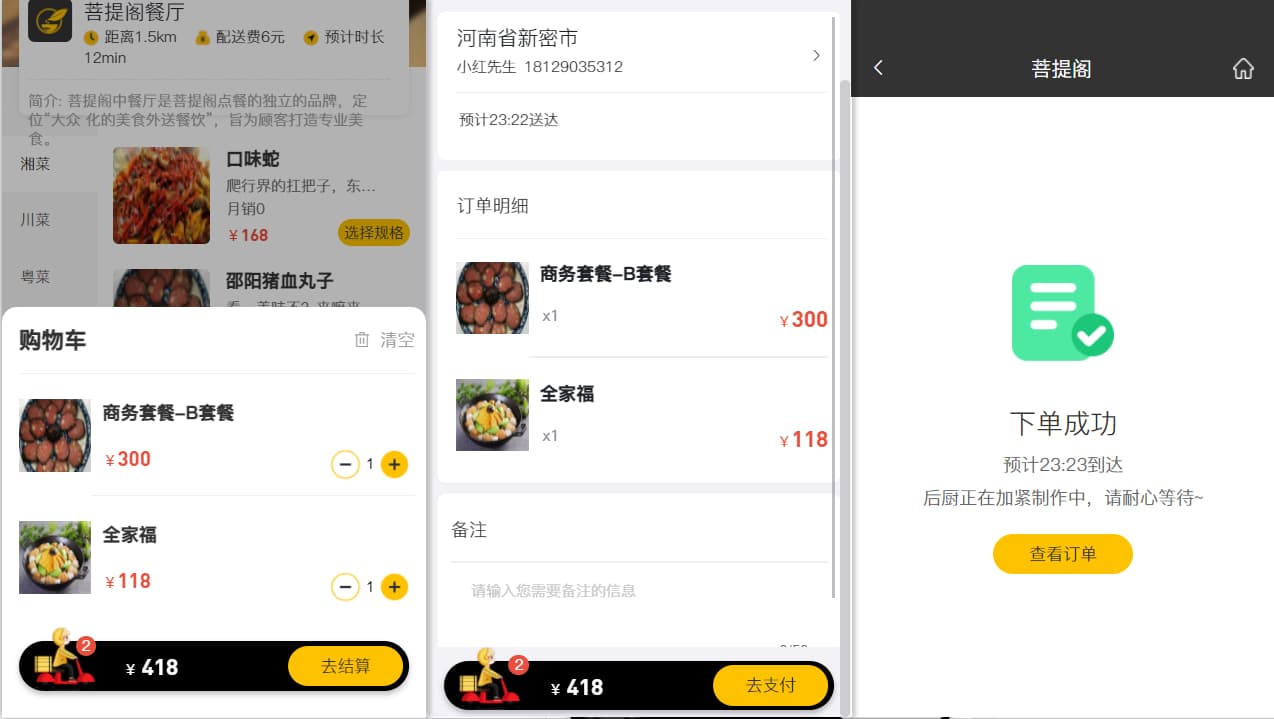 菩提阁餐厅
距离1.5km 配送费6元 预计时长
12min
简介: 菩提阁中餐厅是菩提阁点餐的独立的品牌，定
位“大众 化的美食外送餐饮”，旨为顾客打造专业美
食。
湘菜
川菜
粤菜
口味蛇
爬行界的扛把子，东...
月销0
¥168
选择规格
邵阳猪血丸子
购物车
清空
商务套餐-B套餐
¥300
1
全家福
¥118
1
2
¥ 418
去结算
河南省新密市
小红先生 18129035312
预计23:22送达
订单明细
商务套餐-B套餐
x1
¥300
全家福
x1
¥118
备注
请输入您需要备注的信息
2
¥ 418
去支付
菩提阁
下单成功
预计23:23到达
后厨正在加紧制作中，请耐心等待~
查看订单